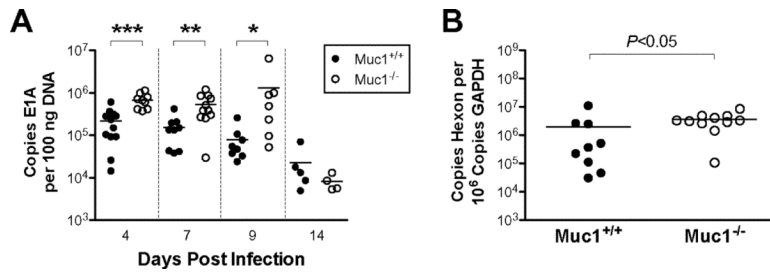 A
*** ** *
Muc1+/+
Muc1-/-
Copies E1A
per 100 ng DNA
10⁷
10⁶
10⁵
10⁴
10³
4 7 9 14
Days Post Infection
B
P<0.05
Copies Hexon per
10⁶ Copies GAPDH
10⁹
10⁸
10⁷
10⁶
10⁵
10⁴
10³
Muc1+/+ Muc1-/-